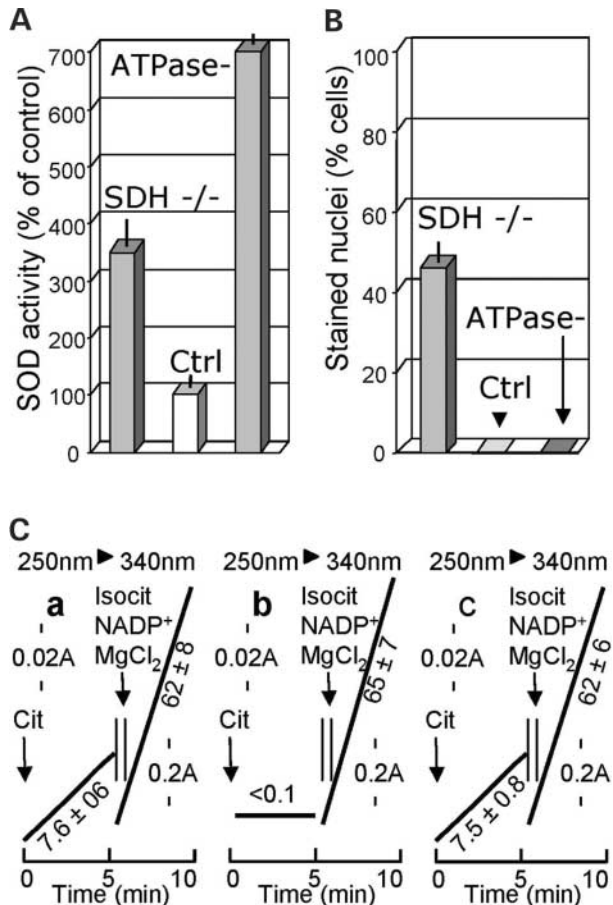 A
SOD activity (% of control)
700
600
500
400
300
200
100
0
ATPase-
SDH -/-
Ctrl
B
Stained nuclei (% cells)
100
80
60
40
20
0
SDH -/-
ATPase-
Ctrl
C
250nm ► 340nm
a
Isocit
NADP+
MgCl2
0.02A
Cit
62 ± 8
0.2A
7.6 ± 06
0 5 10
Time (min)
250nm ► 340nm
b
Isocit
NADP+
MgCl2
0.02A
Cit
65 ± 7
0.2A
<0.1
0 5 10
Time (min)
250nm ► 340nm
c
Isocit
NADP+
MgCl2
0.02A
Cit
62 ± 6
0.2A
7.5 ± 0.8
0 5 10
Time (min)